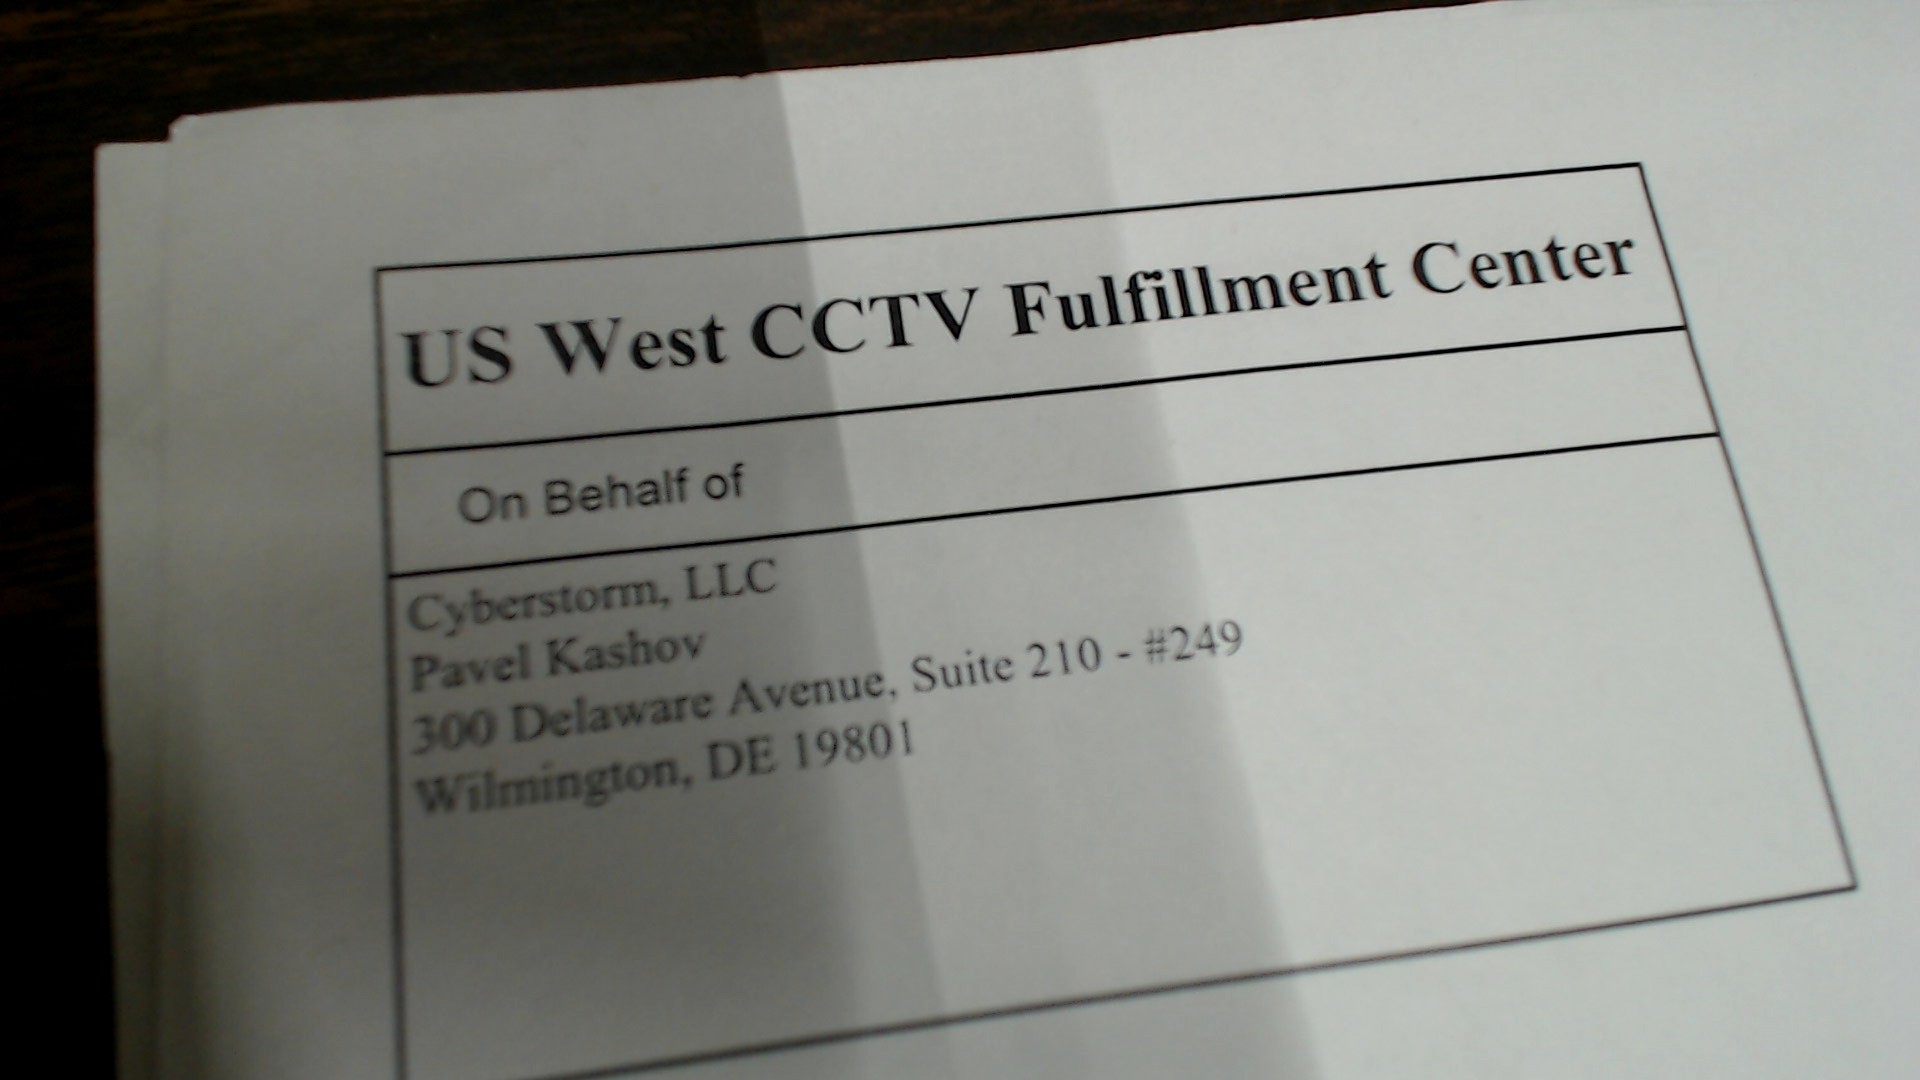 US West CCTV Fulfillment Center
On Behalf of
Cyberstorm, LLC
Pavel Kashov
300 Delaware Avenue, Suite 210 - #249
Wilmington, DE 19801